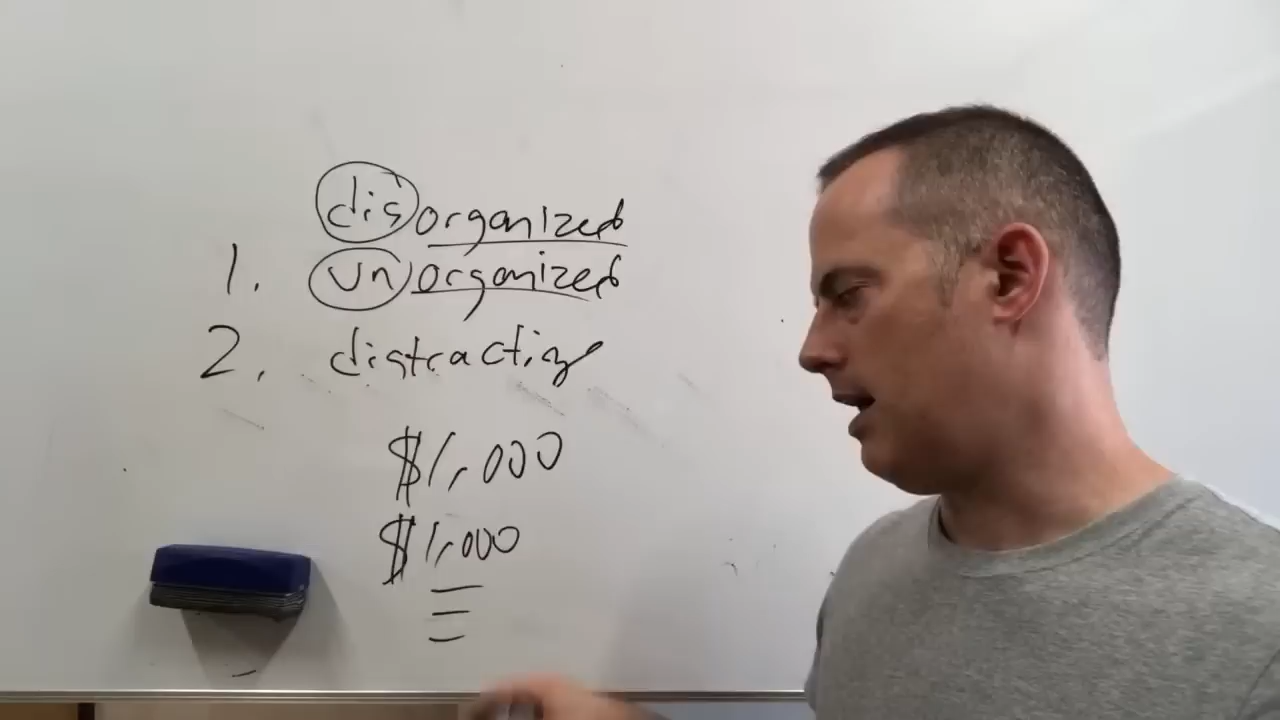 disorganized
1. unorganized
2. distracting
$1,000
$1,000